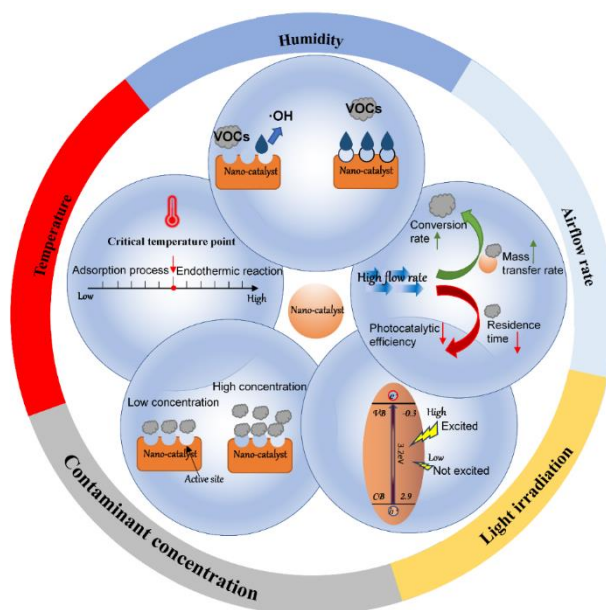 Humidity
Airflow rate
Light irradiation
Contaminant concentration
Temperature
VOCs
·OH
Nano-catalyst
VOCs
Nano-catalyst
Critical temperature point
Adsorption process
Endothermic reaction
Low
High
Conversion
rate
Mass
transfer rate
High flow rate
Photocatalytic
efficiency
Residence
time
Nano-catalyst
Low concentration
High concentration
Nano-catalyst
Nano-catalyst
Active site
VB
-0.3
3.2eV
High
Excited
Low
Not excited
CB
2.9